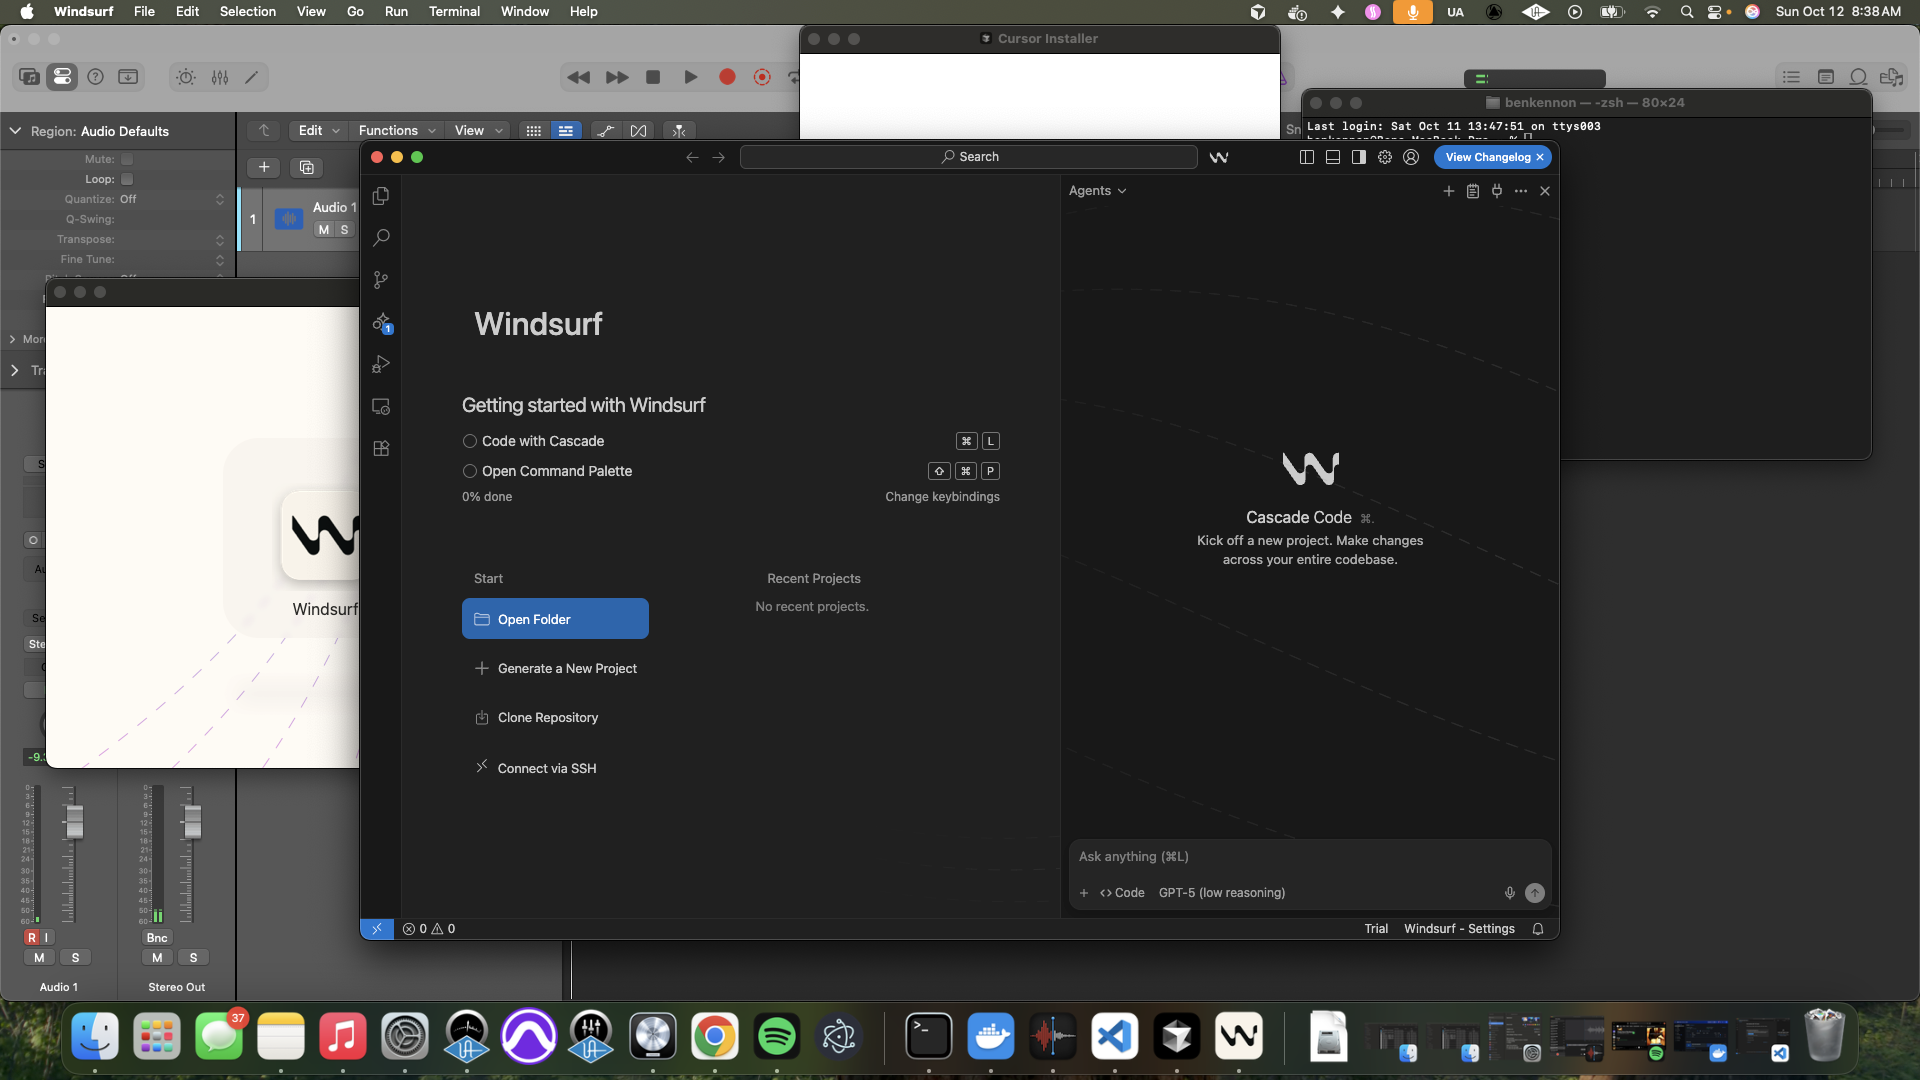 Windsurf File Edit Selection View Go Run Terminal Window Help
UA
Sun Oct 12 8:38 AM
Cursor Installer
benkennon — -zsh — 80×24
Last login: Sat Oct 11 13:47:51 on ttys003
Region: Audio Defaults
Edit Functions View
Mute:
Loop:
Quantize: Off
Q-Swing:
Transpose:
Fine Tune:
1
Audio 1
M S
Search
View Changelog
Agents
1
Windsurf
Getting started with Windsurf
Code with Cascade ⌘ L
Open Command Palette ⇧ ⌘ P
0% done Change keybindings
Start
Open Folder
Generate a New Project
Clone Repository
Connect via SSH
Recent Projects
No recent projects.
Cascade Code ⌘.
Kick off a new project. Make changes
across your entire codebase.
Ask anything (⌘L)
Code GPT-5 (low reasoning)
0 0
Trial Windsurf - Settings
Windsurf
R I
Bnc
M S M S
Audio 1 Stereo Out
37